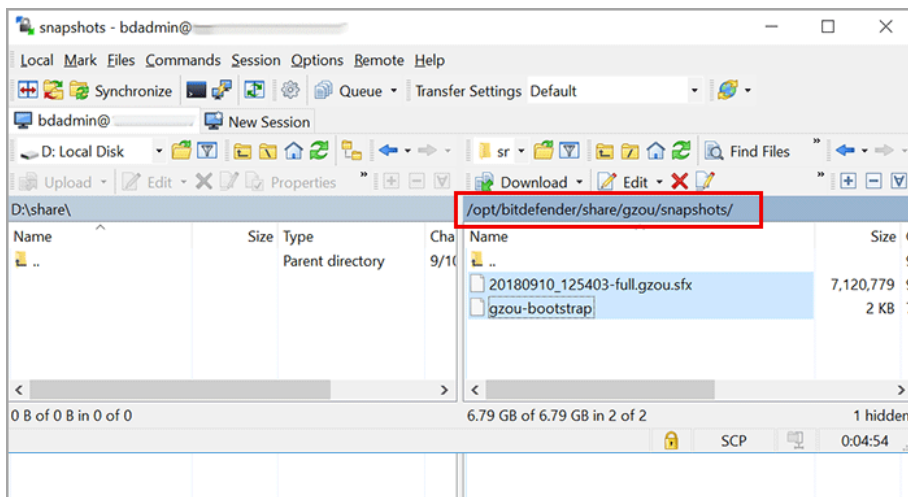 snapshots - bdadmin@
Local Mark Files Commands Session Options Remote Help
Synchronize Queue Transfer Settings Default
bdadmin@ New Session
D: Local Disk sr Find Files »
Upload Edit Properties » Download Edit »
D:\share\ /opt/bitdefender/share/gzou/snapshots/
Name Size Type Cha Name Size
.. Parent directory 9/10 ..
20180910_125403-full.gzou.sfx 7,120,779
gzou-bootstrap 2 KB
0 B of 0 B in 0 of 0 6.79 GB of 6.79 GB in 2 of 2 1 hidden
SCP 0:04:54